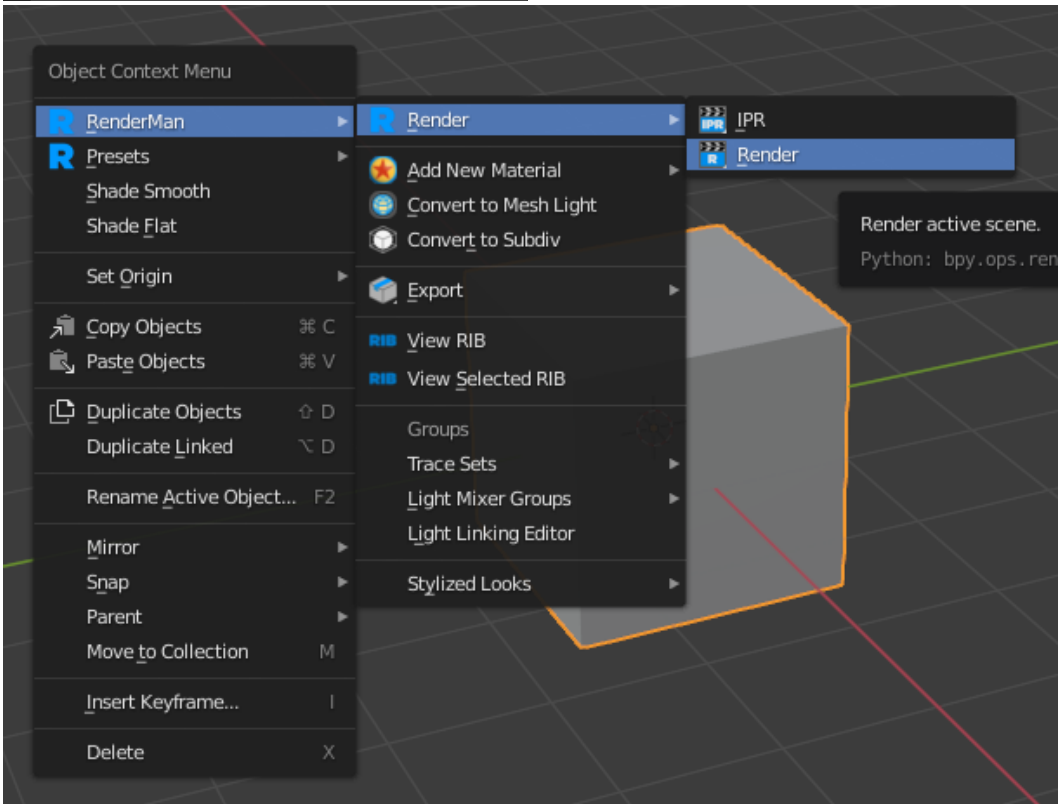 Object Context Menu
RenderMan
Presets
Shade Smooth
Shade Flat
Set Origin
Copy Objects ⌘ C
Paste Objects ⌘ V
Duplicate Objects ⇧ D
Duplicate Linked ⌥ D
Rename Active Object... F2
Mirror
Snap
Parent
Move to Collection M
Insert Keyframe... I
Delete X
Render
Add New Material
Convert to Mesh Light
Convert to Subdiv
Export
RIB View RIB
RIB View Selected RIB
Groups
Trace Sets
Light Mixer Groups
Light Linking Editor
Stylized Looks
IPR IPR
R Render
Render active scene.
Python: bpy.ops.ren